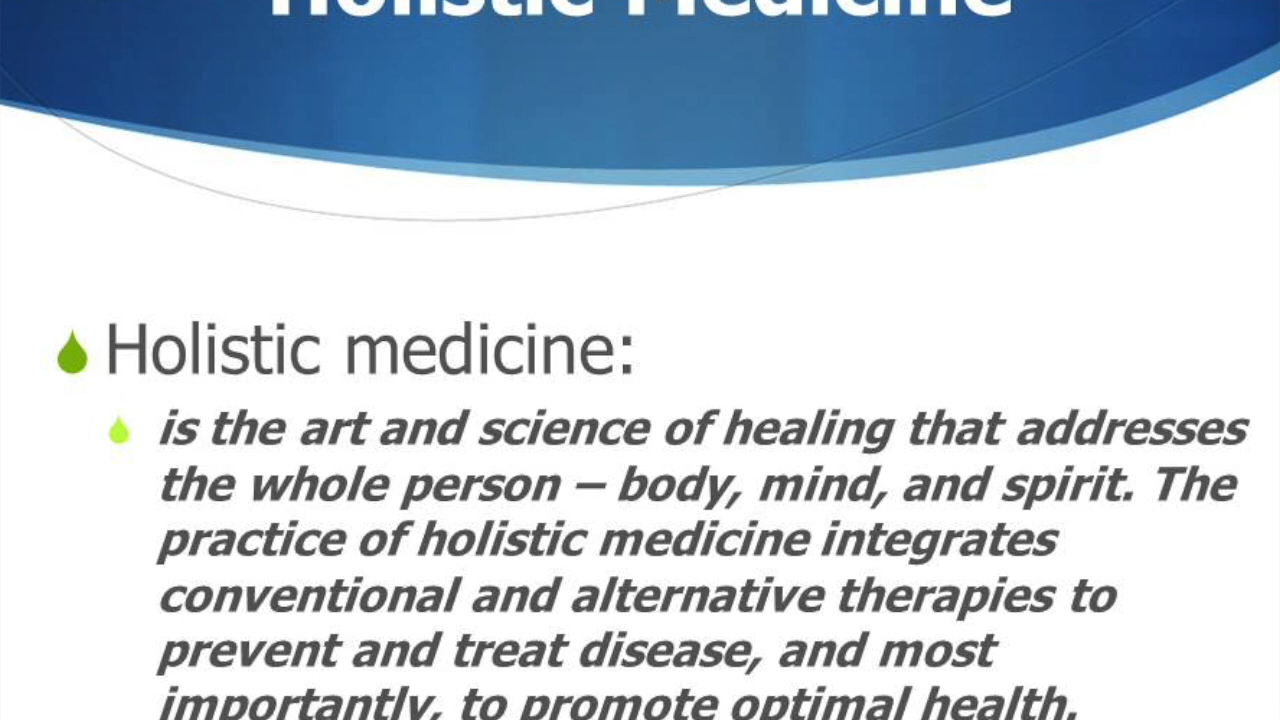 Holistic Medicine
Holistic medicine:
is the art and science of healing that addresses
the whole person – body, mind, and spirit. The
practice of holistic medicine integrates
conventional and alternative therapies to
prevent and treat disease, and most
importantly, to promote optimal health.